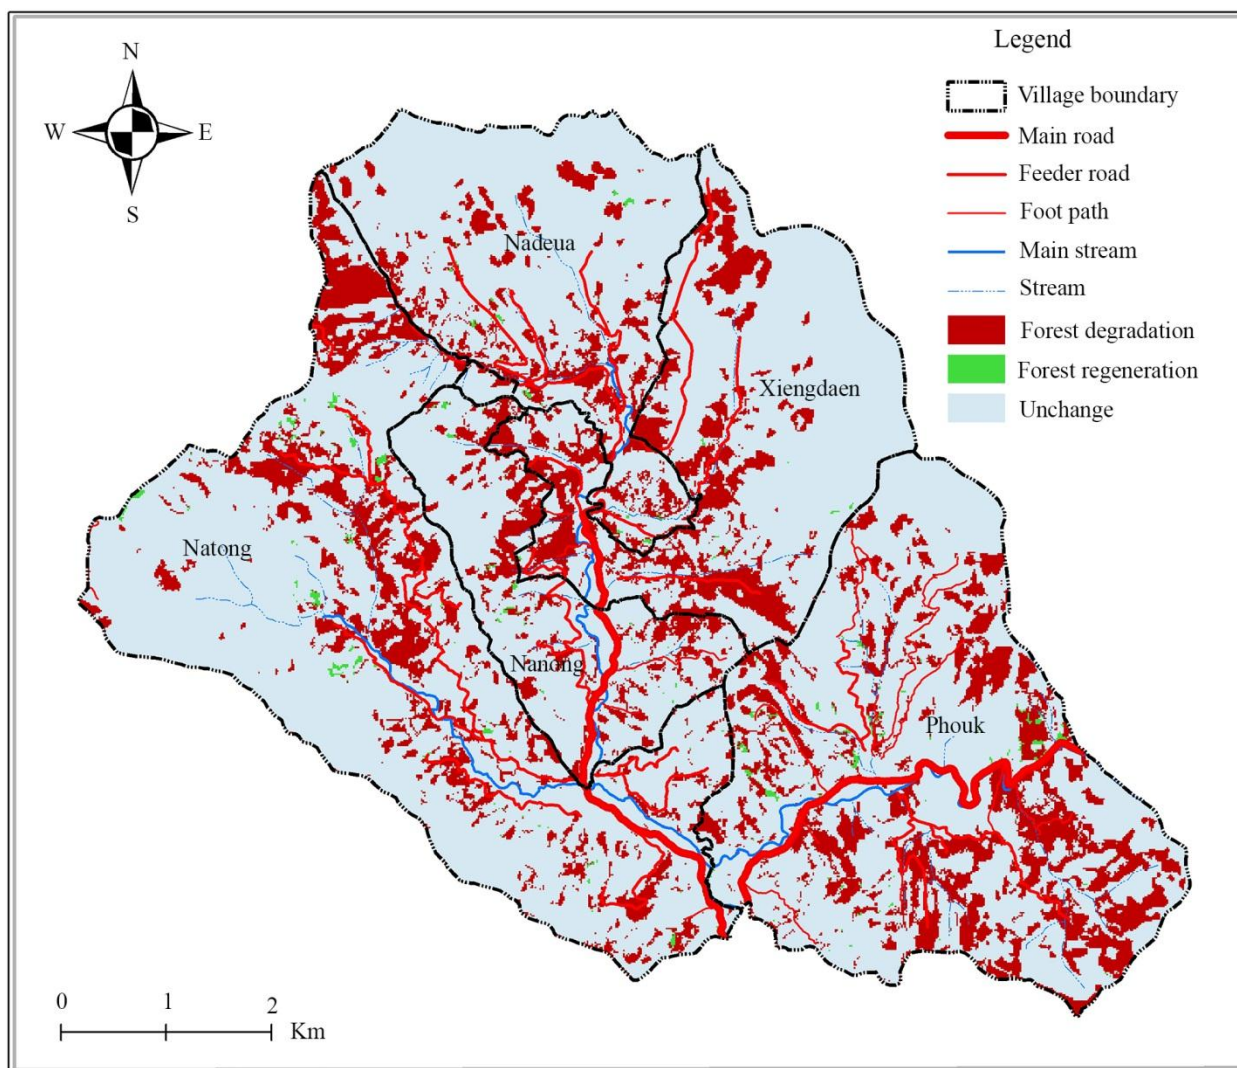 N
W E
S
Legend
Village boundary
Main road
Feeder road
Foot path
Main stream
Stream
Forest degradation
Forest regeneration
Unchange
Nadeua
Xiengdaen
Natong
Nanong
Phouk
0 1 2
Km